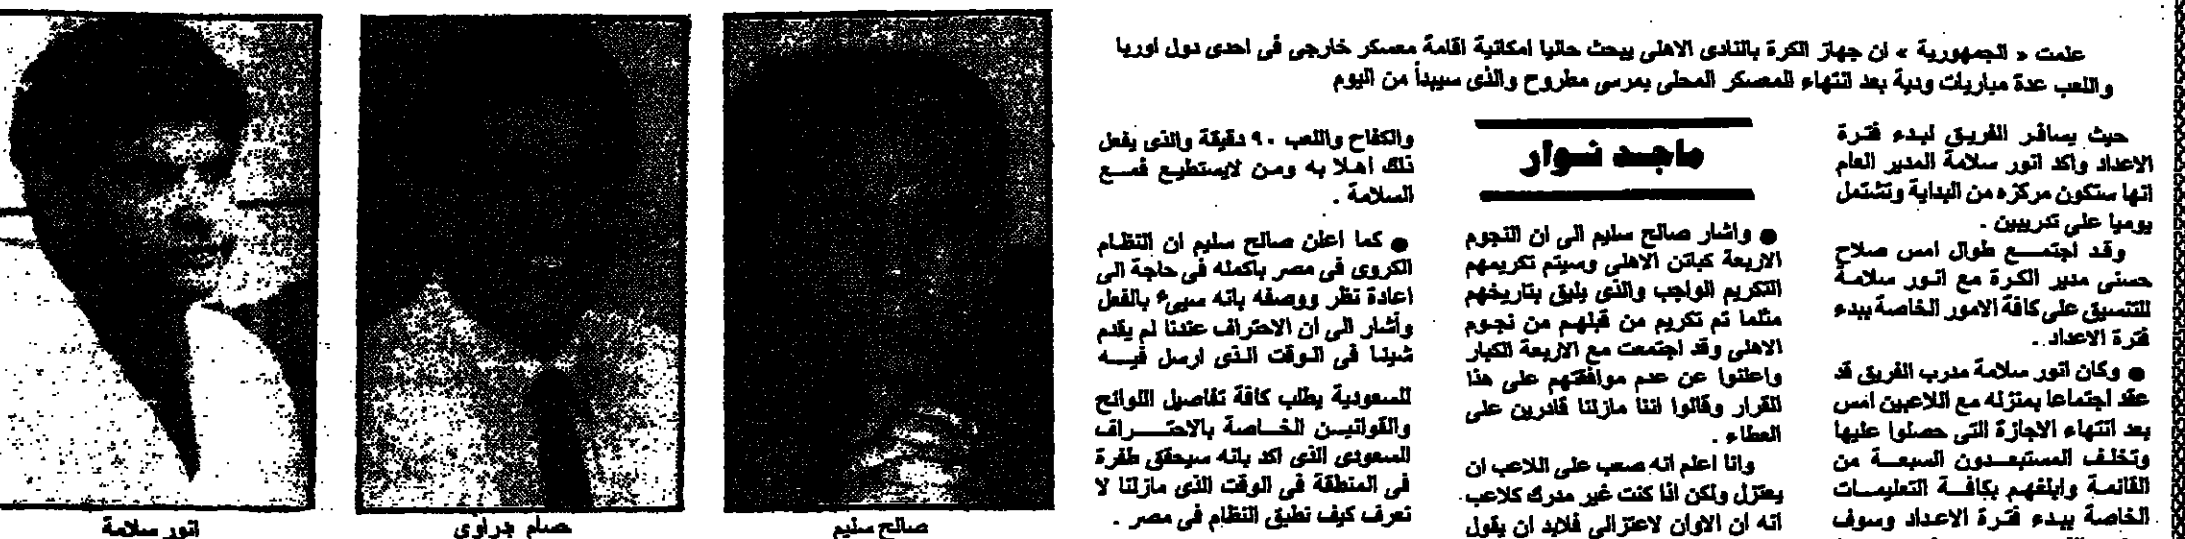 علمت « الجمهورية » ان جهاز الكرة بالنادى الاهلى يبحث حاليا امكانية اقامة معسكر خارجى فى احدى دول اوربا
واللعب عدة مباريات ودية بعد انتهاء المعسكر المحلى بمرسى مطروح والذى سيبدأ من اليوم
حيث يسافر الفريق لبدء فترة
الاعداد واكد انور سلامة المدير العام
انها ستكون مركزه من البداية وتشتمل
يوميا على تدريبين .
وقد اجتمع طوال امس صلاح
حسنى مدير الكرة مع انور سلامة
للتنسيق على كافة الامور الخاصة ببدء
فترة الاعداد .
● وكان انور سلامة مدرب الفريق قد
عقد اجتماعا بمنزله مع اللاعبين امس
بعد انتهاء الاجازة التى حصلوا عليها
وتخلف المستبعدون السبعة من
القائمة وابلغهم بكافة التعليمات
الخاصة ببدء فترة الاعداد وسوف
ماجد نوار
● واشار صالح سليم الى ان النجوم
الاربعة كباتن الاهلى وسيتم تكريمهم
التكريم الواجب والذى يليق بتاريخهم
مثلما تم تكريم من قبلهم من نجوم
الاهلى وقد اجتمعت مع الاربعة الكبار
واعلنوا عن عدم موافقتهم على هذا
القرار وقالوا اننا مازلنا قادرين على
العطاء .
وانا اعلم انه صعب على اللاعب ان
يعتزل ولكن اذا كنت غير مدرك كلاعب
أنه ان الاوان لاعتزالى فلابد ان يقول
والكفاح واللعب ٩٠ دقيقة والذى يفعل
ذلك اهلا به ومن لايستطيع فمع
السلامة .
● كما اعلن صالح سليم ان النظام
الكروى فى مصر باكمله فى حاجة الى
اعادة نظر ووصفه بانه سيىء بالفعل
وأشار الى ان الاحتراف عندنا لم يقدم
شيئا فى الوقت الذى ارسل فيه
للسعودية يطلب كافة تفاصيل اللوائح
والقوانين الخاصة بالاحتراف
السعودى الذى اكد بانه سيحقق طفرة
فى المنطقة فى الوقت الذى مازلنا لا
نعرف كيف نطبق النظام فى مصر .
صالح سليم
حسام بدراوى
انور سلامة